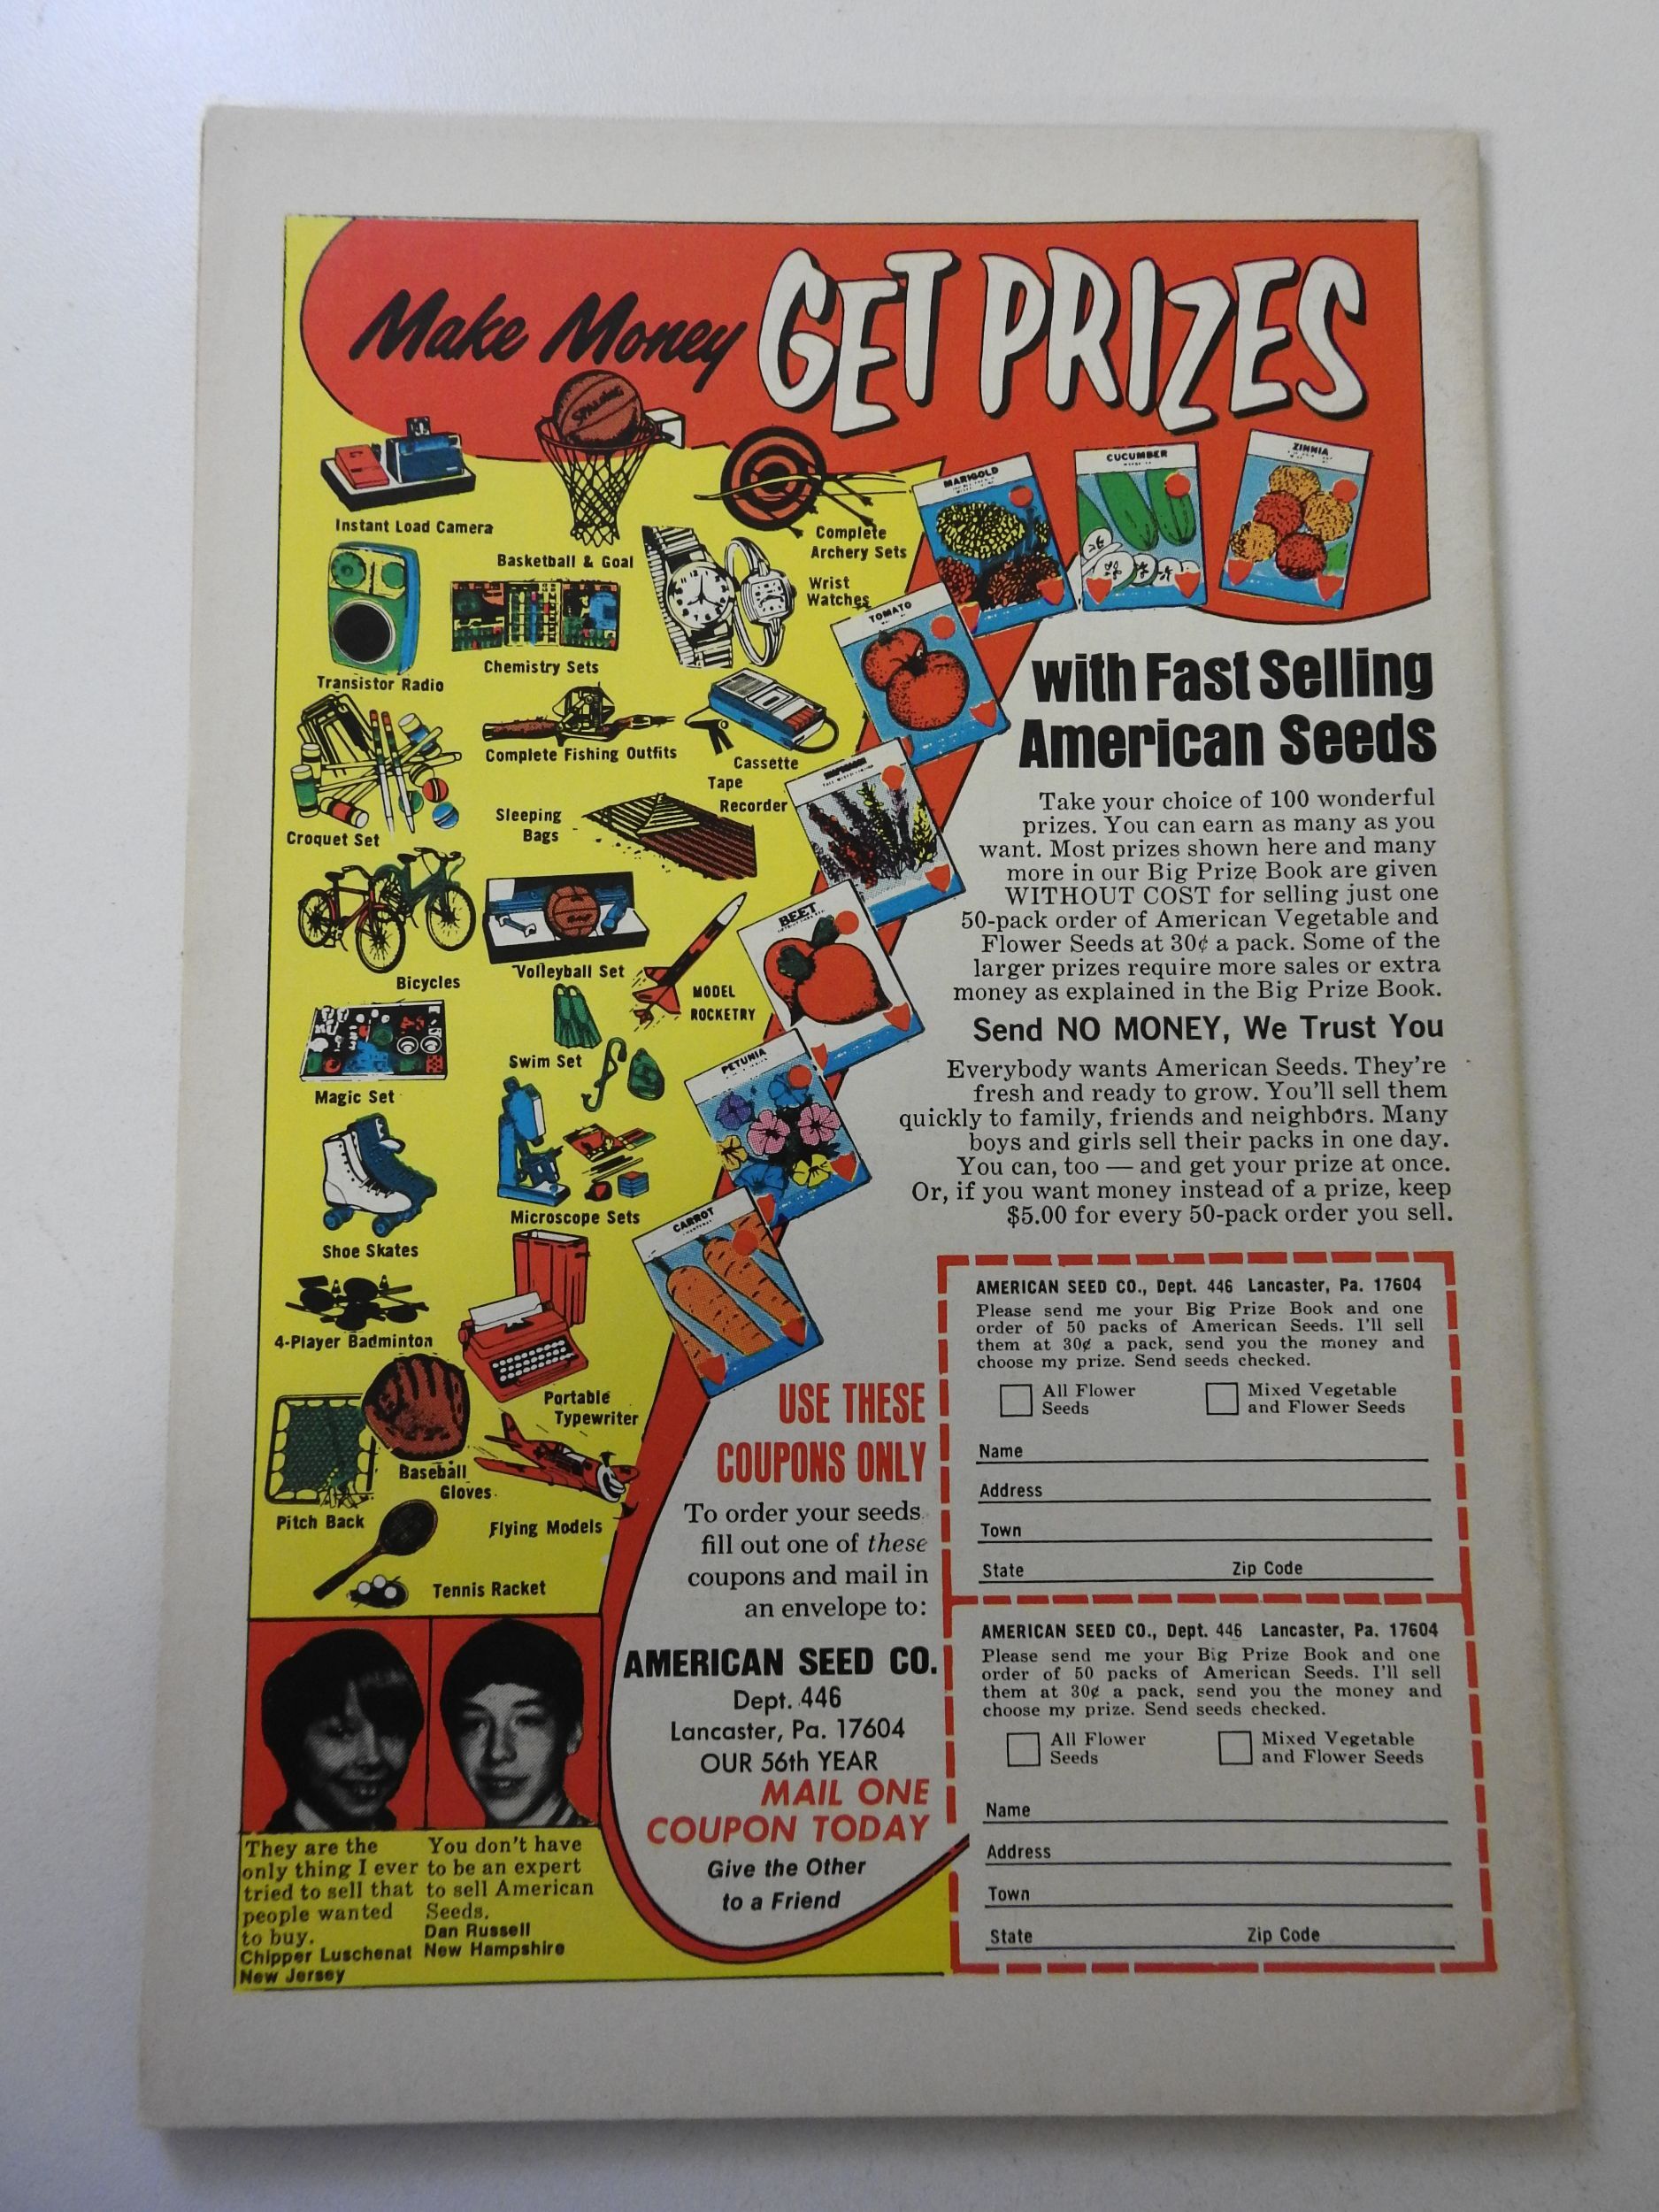 Make Money GET PRIZES
SPALDING
Instant Load Camera
Basketball & Goal
Complete
Archery Sets
Wrist
Watches
Transistor Radio
Chemistry Sets
Complete Fishing Outfits
Cassette
Tape
Recorder
Croquet Set
Sleeping
Bags
Bicycles
Volleyball Set
MODEL
ROCKETRY
Swim Set
Magic Set
Microscope Sets
Shoe Skates
4-Player Badminton
Portable
Typewriter
Baseball
Gloves
Pitch Back
Flying Models
Tennis Racket
MARIGOLD
CUCUMBER
ZINNIA
TOMATO
BEET
PETUNIA
CARROT
with Fast Selling
American Seeds
Take your choice of 100 wonderful
prizes. You can earn as many as you
want. Most prizes shown here and many
more in our Big Prize Book are given
WITHOUT COST for selling just one
50-pack order of American Vegetable and
Flower Seeds at 30¢ a pack. Some of the
larger prizes require more sales or extra
money as explained in the Big Prize Book.
Send NO MONEY, We Trust You
Everybody wants American Seeds. They're
fresh and ready to grow. You'll sell them
quickly to family, friends and neighbors. Many
boys and girls sell their packs in one day.
You can, too — and get your prize at once.
Or, if you want money instead of a prize, keep
$5.00 for every 50-pack order you sell.
USE THESE
COUPONS ONLY
To order your seeds
fill out one of these
coupons and mail in
an envelope to:
AMERICAN SEED CO.
Dept. 446
Lancaster, Pa. 17604
OUR 56th YEAR
MAIL ONE
COUPON TODAY
Give the Other
to a Friend
AMERICAN SEED CO., Dept. 446 Lancaster, Pa. 17604
Please send me your Big Prize Book and one
order of 50 packs of American Seeds. I'll sell
them at 30¢ a pack, send you the money and
choose my prize. Send seeds checked.
All Flower
Seeds
Mixed Vegetable
and Flower Seeds
Name
Address
Town
State Zip Code
AMERICAN SEED CO., Dept. 446 Lancaster, Pa. 17604
Please send me your Big Prize Book and one
order of 50 packs of American Seeds. I'll sell
them at 30¢ a pack, send you the money and
choose my prize. Send seeds checked.
All Flower
Seeds
Mixed Vegetable
and Flower Seeds
Name
Address
Town
State Zip Code
They are the
only thing I ever
tried to sell that
people wanted
to buy.
Chipper Luschenat
New Jersey
You don't have
to be an expert
to sell American
Seeds.
Dan Russell
New Hampshire